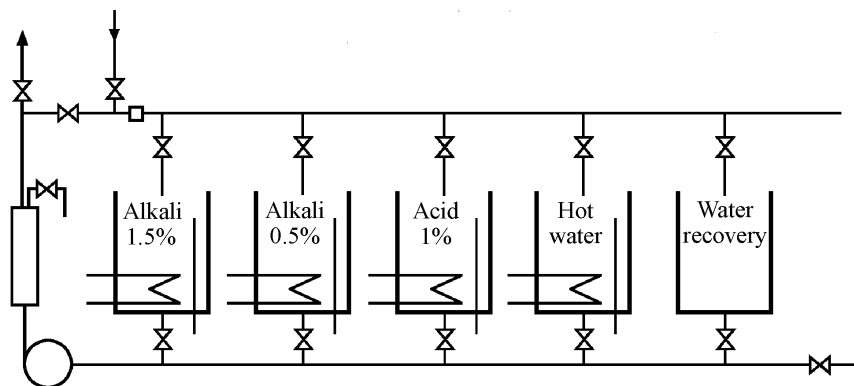 Alkali
1.5%
Alkali
0.5%
Acid
1%
Hot
water
Water
recovery